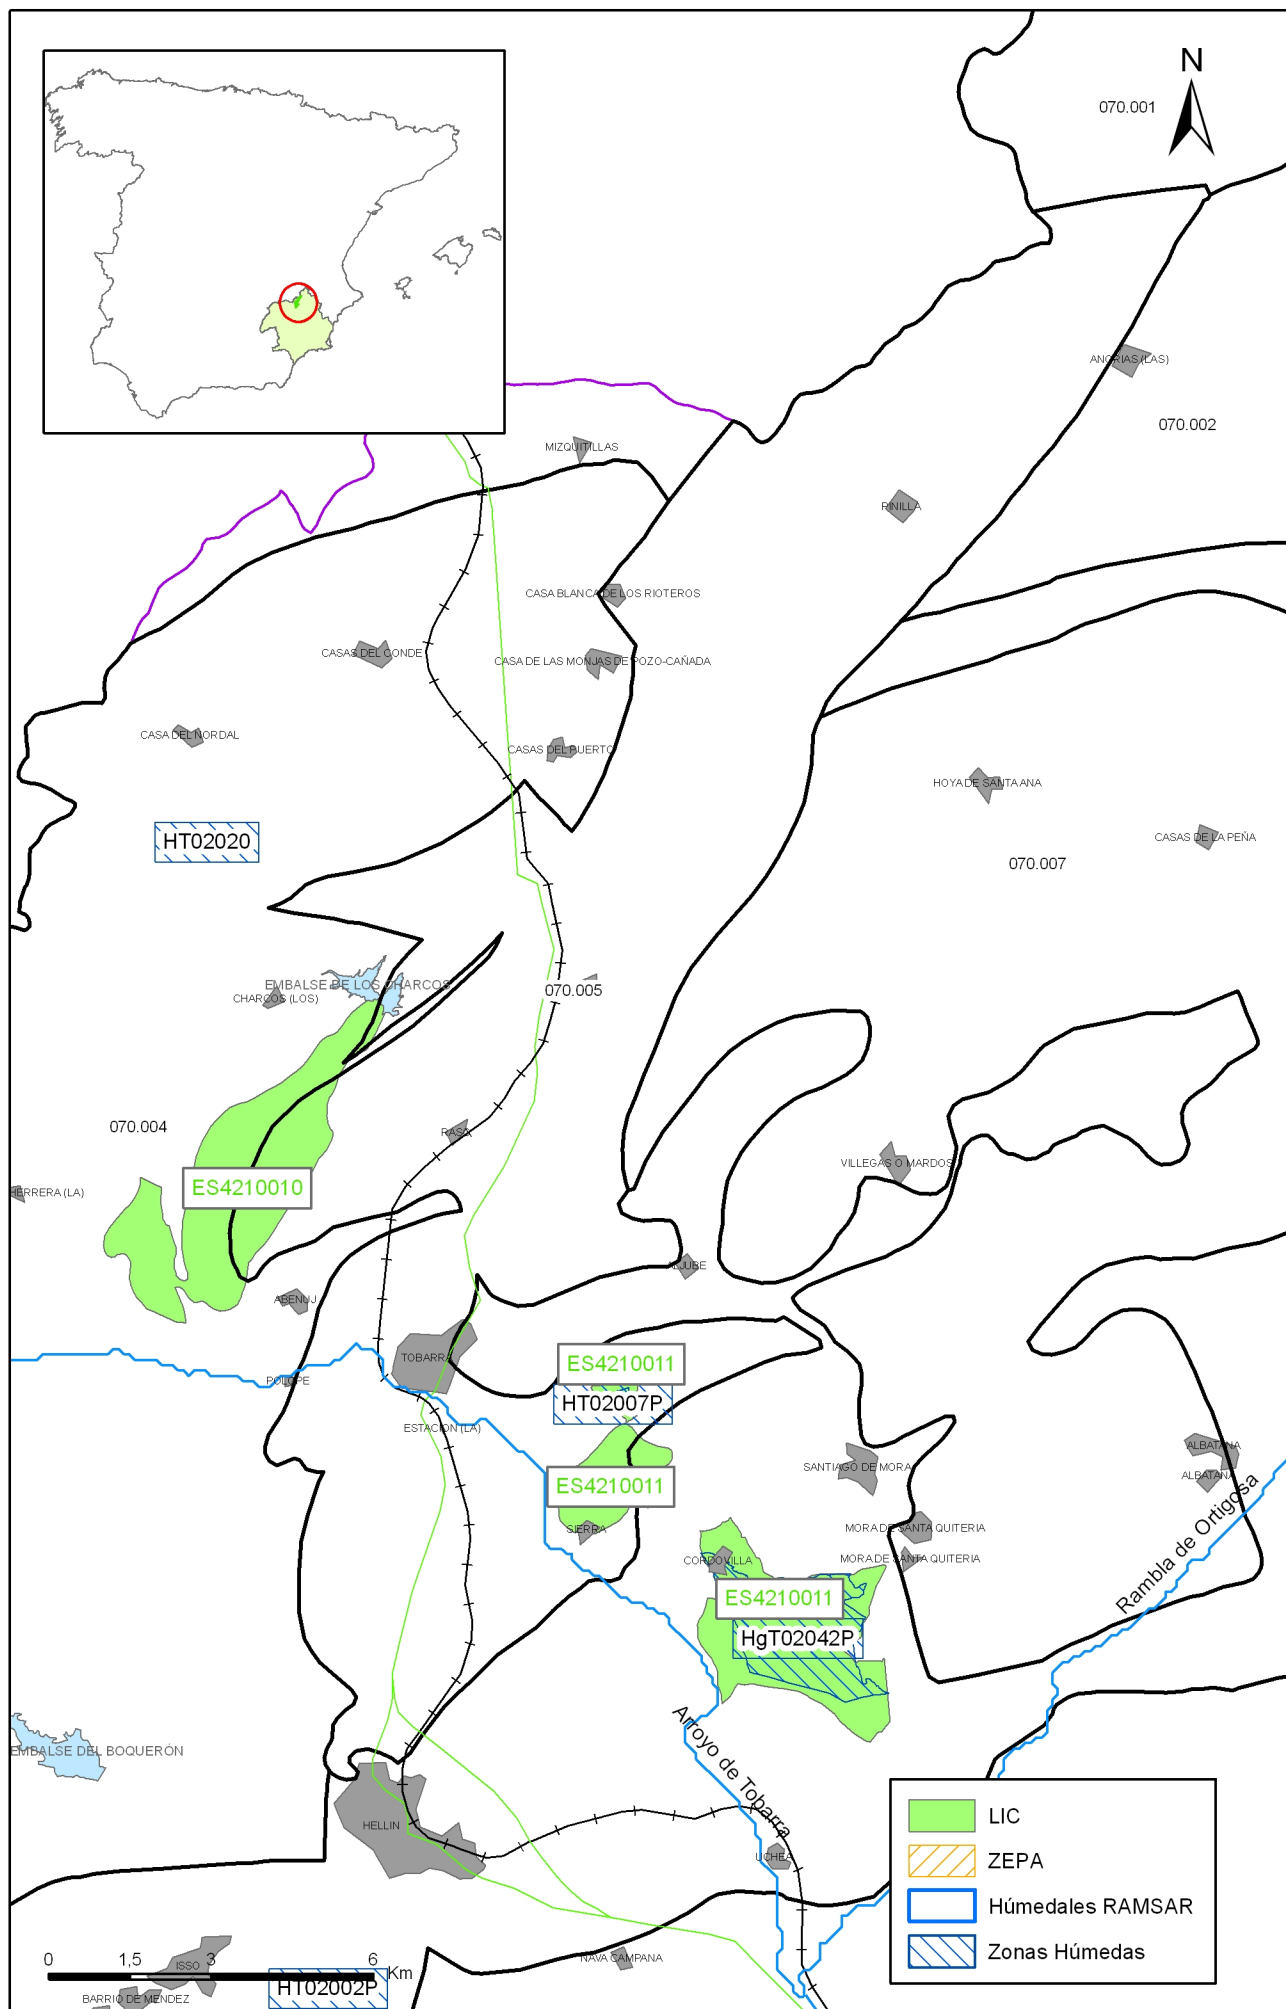 N
070.001
ANGRIAS (LAS)
070.002
MIZQUITILLAS
RINILLA
CASA BLANCA DE LOS RIOTEROS
CASAS DEL CONDE
CASA DE LAS MONJAS DE POZO-CAÑADA
CASA DEL NORDAL
CASAS DEL PUERTO
HOYA DE SANTA ANA
CASAS DE LA PEÑA
HT02020
070.007
EMBALSE DE LOS CHARCOS
CHARCOS (LOS)
070.005
070.004
RASA
VILLEGAS O MARDOS
HERRERA (LA)
ES4210010
ALJUBE
ABENUJ
TOBARRA
ES4210011
POLOPE
HT02007P
ESTACION (LA)
ALBATANA
SANTIAGO DE MORA
ALBATANA
ES4210011
SIERRA
MORA DE SANTA QUITERIA
CORDOVILLA
MORA DE SANTA QUITERIA
Rambla de Ortigosa
ES4210011
HgT02042P
EMBALSE DEL BOQUERÓN
Arroyo de Tobarra
HELLIN
UCHEA
LIC
ZEPA
Húmedales RAMSAR
Zonas Húmedas
NAVA CAMPANA
0 1,5 3 6
Km
ISSO
HT02002P
BARRIO DE MENDEZ